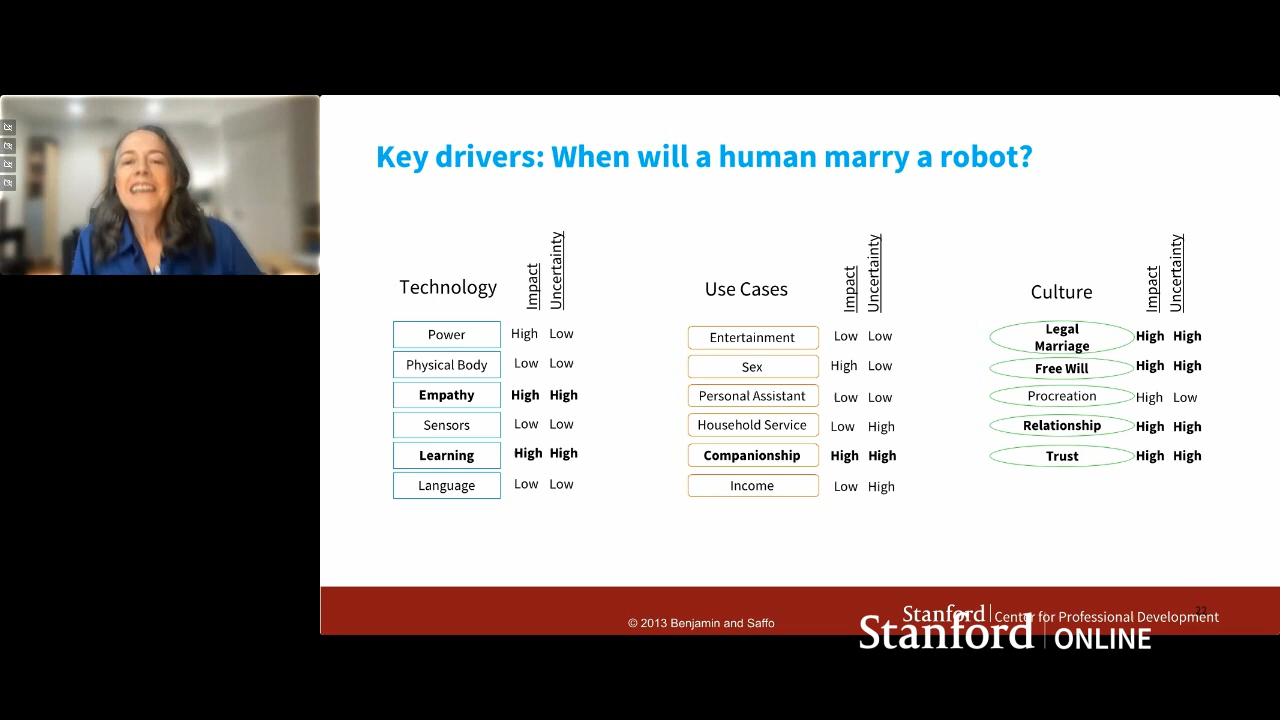 Key drivers: When will a human marry a robot?
Technology Impact Uncertainty
Power High Low
Physical Body Low Low
Empathy High High
Sensors Low Low
Learning High High
Language Low Low
Use Cases Impact Uncertainty
Entertainment Low Low
Sex High Low
Personal Assistant Low Low
Household Service Low High
Companionship High High
Income Low High
Culture Impact Uncertainty
Legal
Marriage High High
Free Will High High
Procreation High Low
Relationship High High
Trust High High
22
Stanford Center for Professional Development
© 2013 Benjamin and Saffo
Stanford ONLINE